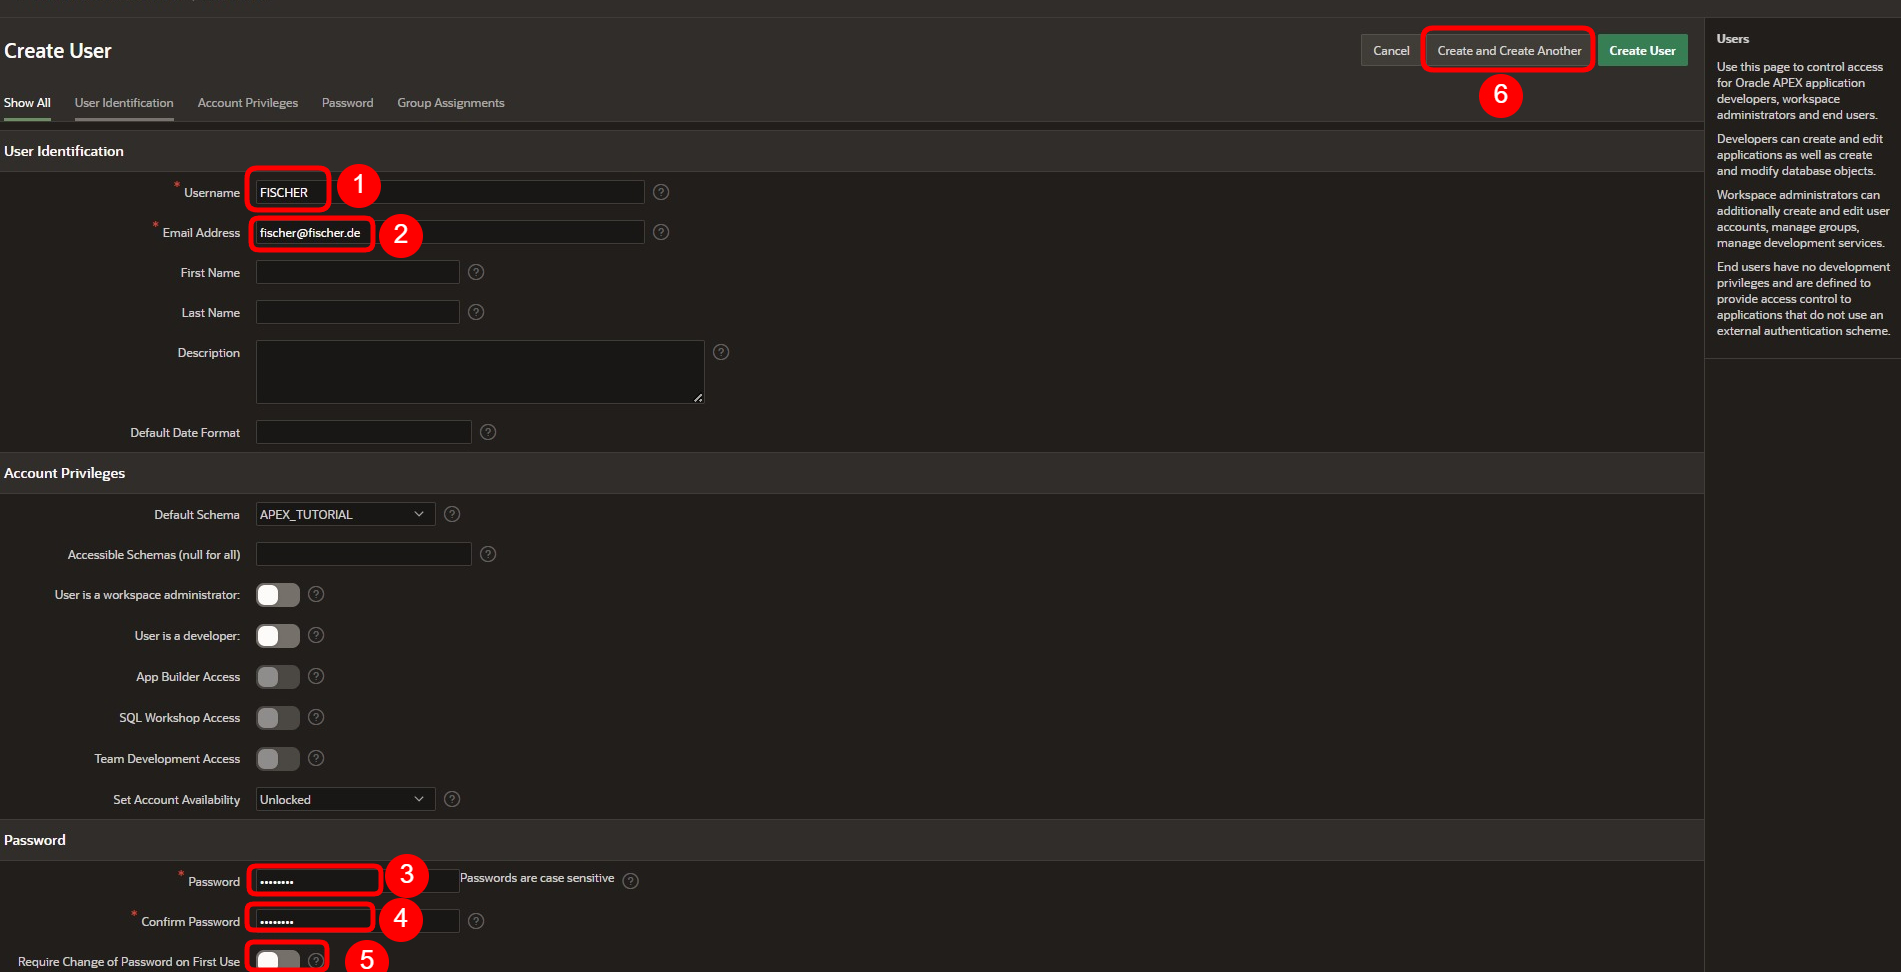 Create User
Cancel
Create and Create Another
Create User
6
Show All
User Identification
Account Privileges
Password
Group Assignments
User Identification
* Username FISCHER
1
* Email Address fischer@fischer.de
2
First Name
Last Name
Description
Default Date Format
Account Privileges
Default Schema APEX_TUTORIAL
Accessible Schemas (null for all)
User is a workspace administrator:
User is a developer:
App Builder Access
SQL Workshop Access
Team Development Access
Set Account Availability Unlocked
Password
* Password ••••••••
3
Passwords are case sensitive
* Confirm Password ••••••••
4
Require Change of Password on First Use
5
Users
Use this page to control access
for Oracle APEX application
developers, workspace
administrators and end users.
Developers can create and edit
applications as well as create
and modify database objects.
Workspace administrators can
additionally create and edit user
accounts, manage groups,
manage development services.
End users have no development
privileges and are defined to
provide access control to
applications that do not use an
external authentication scheme.